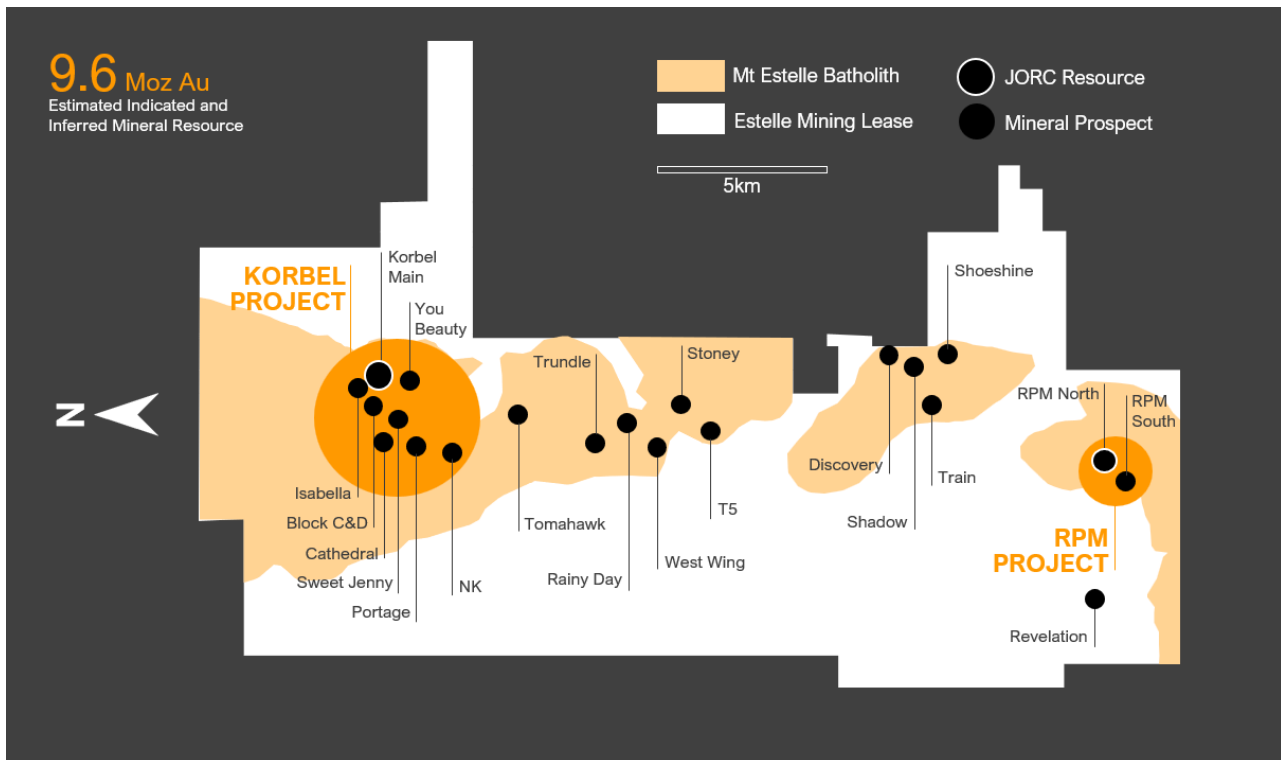 9.6 Moz Au
Estimated Indicated and
Inferred Mineral Resource
Mt Estelle Batholith
JORC Resource
Estelle Mining Lease
Mineral Prospect
5km
N
KORBEL
PROJECT
Korbel
Main
You
Beauty
Trundle
Stoney
Shoeshine
RPM North
RPM
South
Isabella
Block C&D
Cathedral
Sweet Jenny
Portage
NK
Tomahawk
Rainy Day
West Wing
T5
Discovery
Shadow
Train
RPM
PROJECT
Revelation